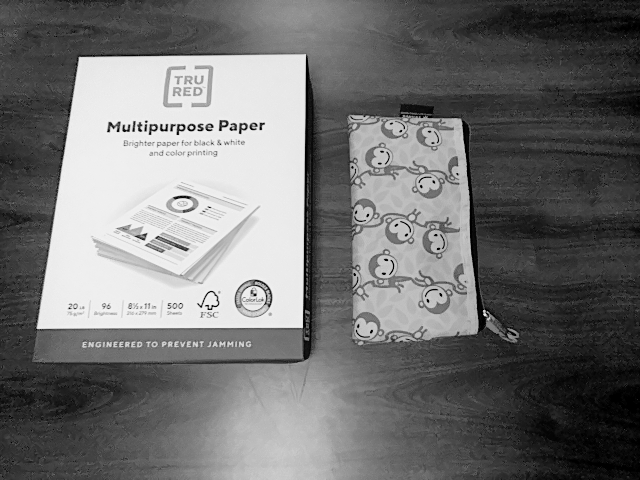 TRU
RED™
Multipurpose Paper
Brighter paper for black & white
and color printing
20 LB
75 g/m²
96
Brightness
8½ x 11 in
216 x 279 mm
500
Sheets
FSC
ColorLok
ENGINEERED TO PREVENT JAMMING